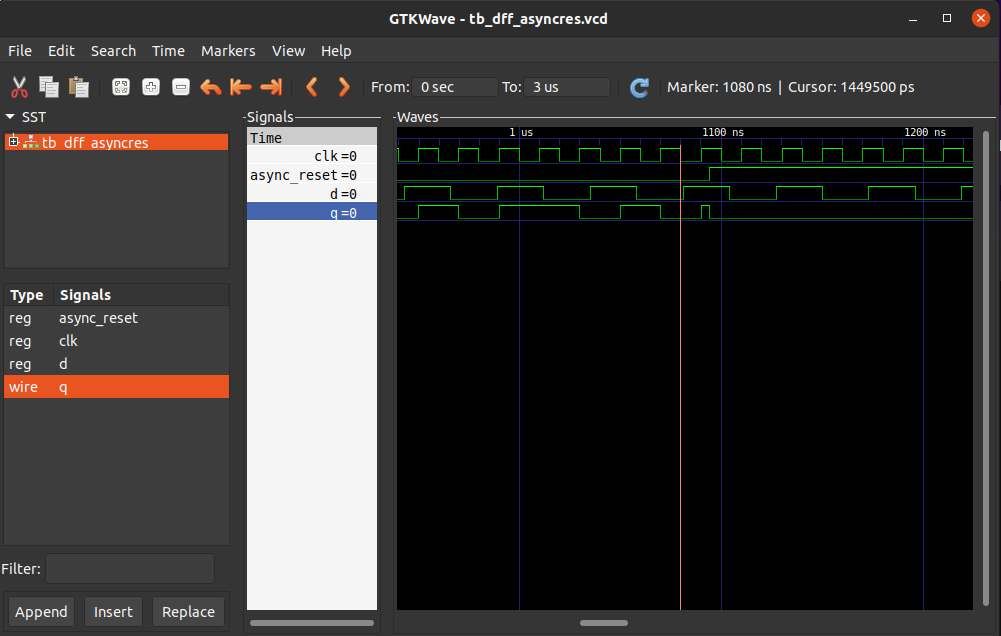 GTKWave - tb_dff_asyncres.vcd
File Edit Search Time Markers View Help
From: 0 sec To: 3 us Marker: 1080 ns | Cursor: 1449500 ps
SST
tb_dff_asyncres
Type Signals
reg async_reset
reg clk
reg d
wire q
Filter:
Append Insert Replace
Signals
Time
clk=0
async_reset=0
d=0
q=0
Waves
1 us 1100 ns 1200 ns